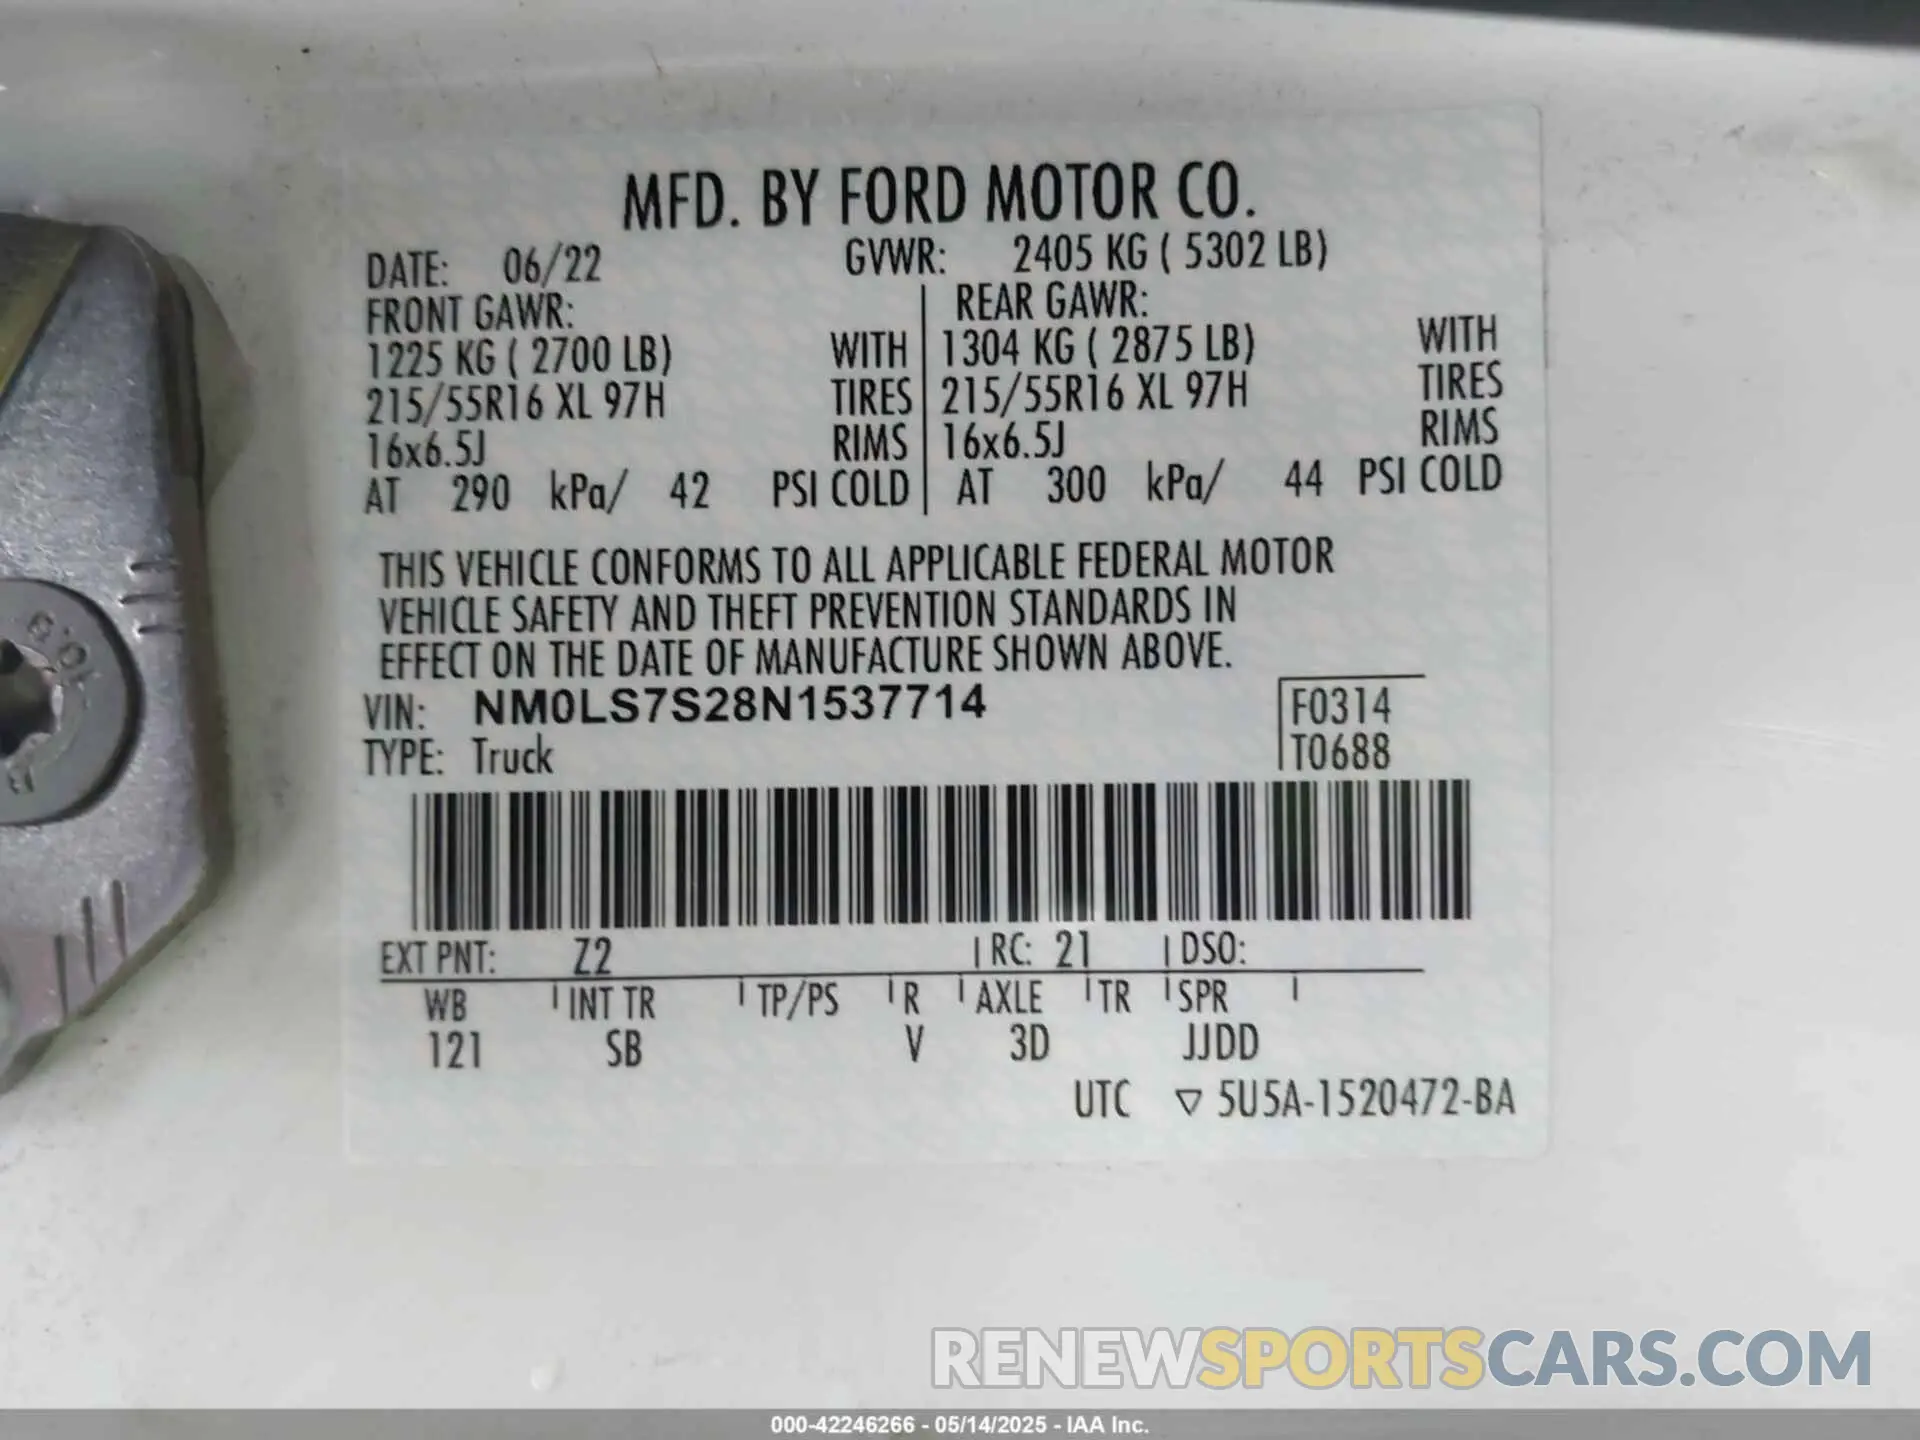 MFD. BY FORD MOTOR CO.
DATE: 06/22 GVWR: 2405 KG ( 5302 LB)
FRONT GAWR: REAR GAWR:
1225 KG ( 2700 LB) WITH 1304 KG ( 2875 LB) WITH
215/55R16 XL 97H TIRES 215/55R16 XL 97H TIRES
16x6.5J RIMS 16x6.5J RIMS
AT 290 kPa/ 42 PSI COLD AT 300 kPa/ 44 PSI COLD
THIS VEHICLE CONFORMS TO ALL APPLICABLE FEDERAL MOTOR
VEHICLE SAFETY AND THEFT PREVENTION STANDARDS IN
EFFECT ON THE DATE OF MANUFACTURE SHOWN ABOVE.
VIN: NM0LS7S28N1537714 F0314
TYPE: Truck T0688
EXT PNT: Z2 RC: 21 DSO:
WB INT TR TP/PS R AXLE TR SPR
121 SB V 3D JJDD
UTC ▽ 5U5A-1520472-BA
10.9
RENEWSPORTSCARS.COM
000-42246266 - 05/14/2025 - IAA Inc.